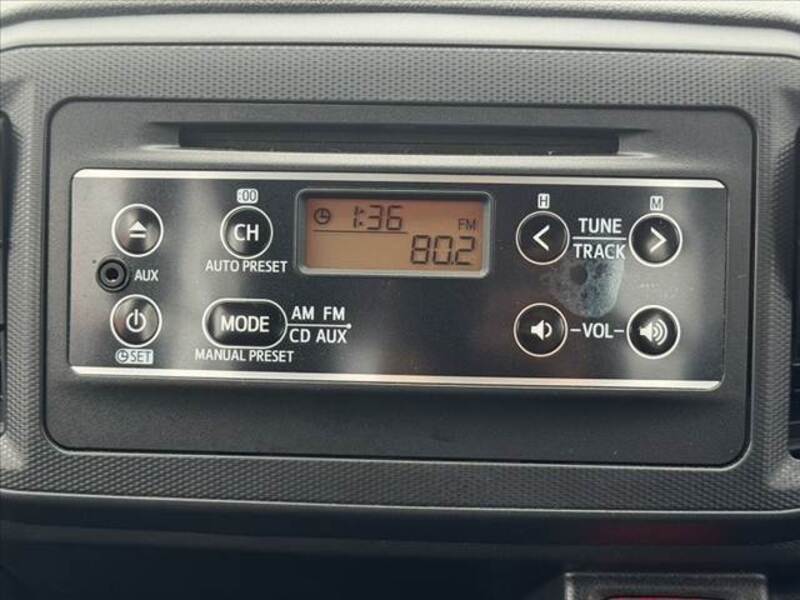 :00
H
M
1:36
FM
80.2
CH
AUTO PRESET
TUNE
TRACK
AUX
MODE
AM FM
CD AUX
MANUAL PRESET
VOL
SET